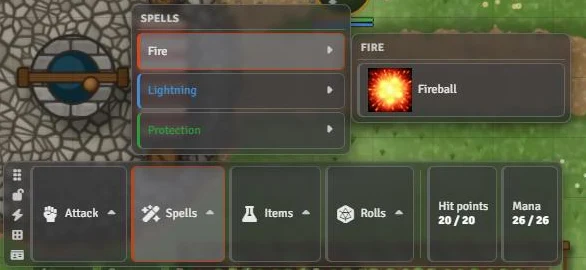 SPELLS
Fire
Lightning
Protection
FIRE
Fireball
Attack
Spells
Items
Rolls
Hit points
20 / 20
Mana
26 / 26